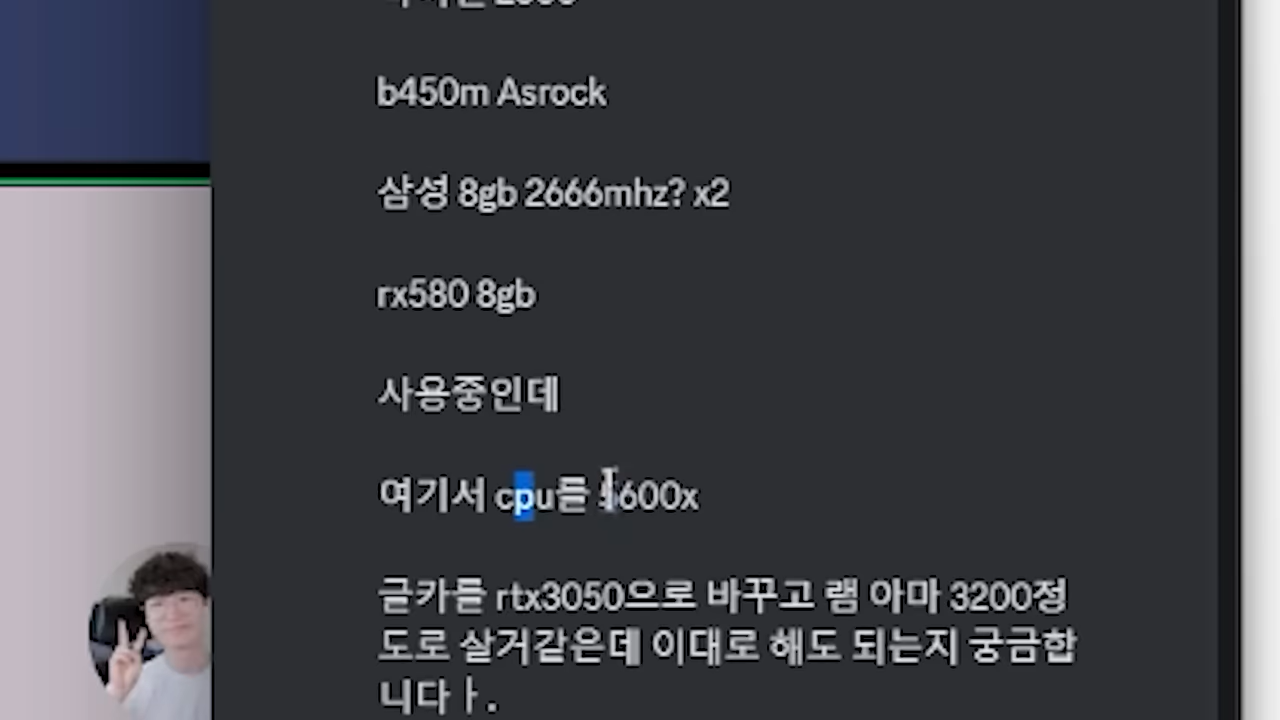 b450m Asrock
삼성 8gb 2666mhz? x2
rx580 8gb
사용중인데
여기서 cpu를 5600x
글카를 rtx3050으로 바꾸고 램 아마 3200정
도로 살거같은데 이대로 해도 되는지 궁금합
니다ㅏ.